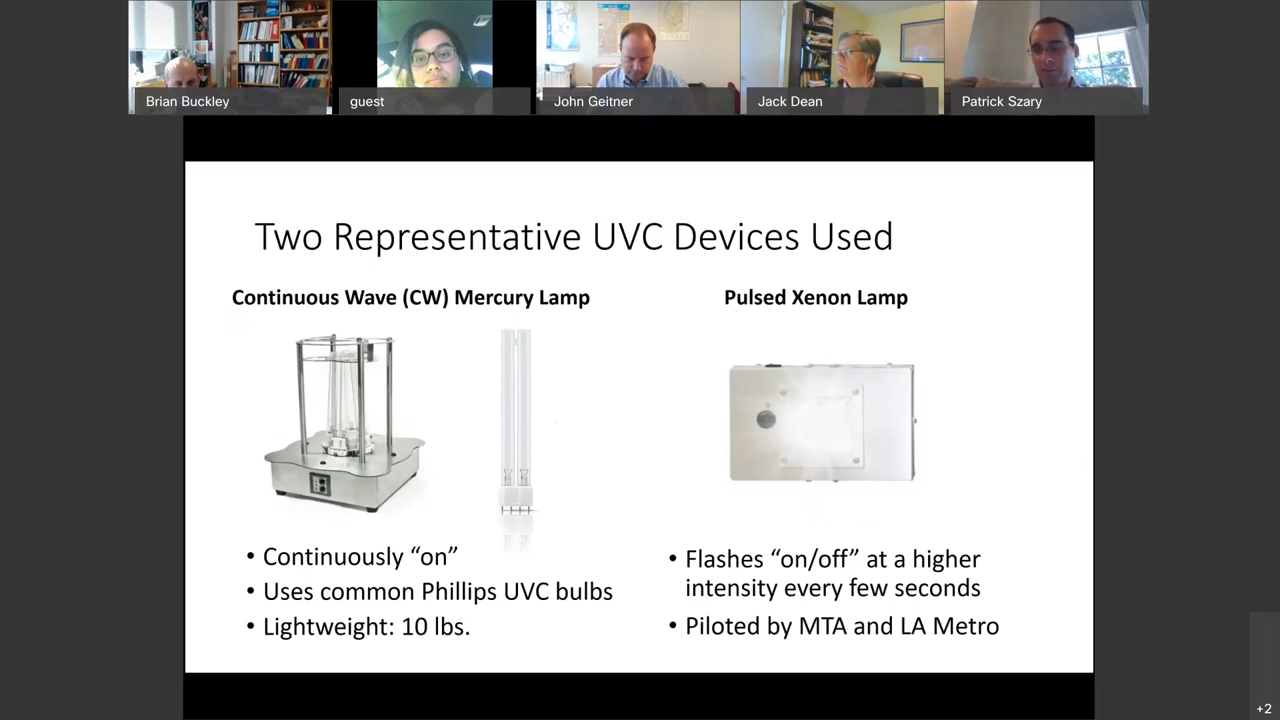 Brian Buckley
guest
John Geitner
Jack Dean
Patrick Szary
Two Representative UVC Devices Used
Continuous Wave (CW) Mercury Lamp
Pulsed Xenon Lamp
• Continuously “on”
• Uses common Phillips UVC bulbs
• Lightweight: 10 lbs.
• Flashes “on/off” at a higher
intensity every few seconds
• Piloted by MTA and LA Metro
+2